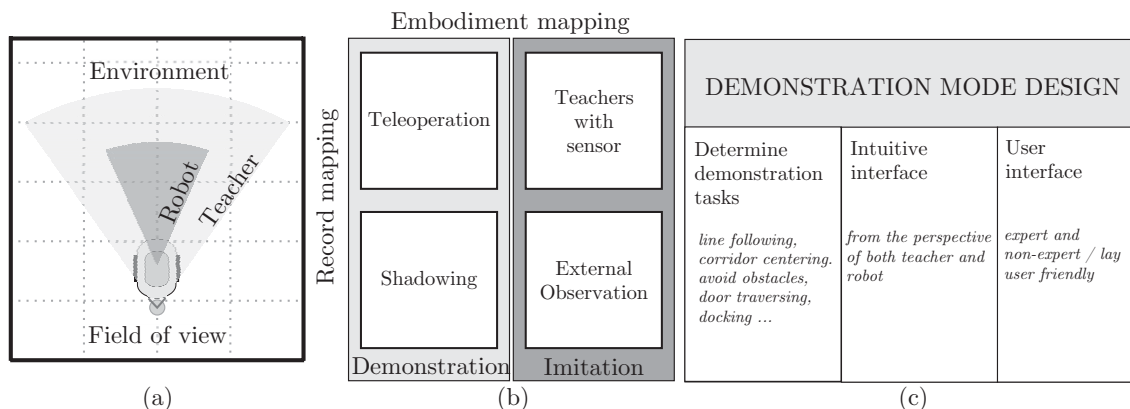 Environment
Robot
Teacher
Field of view
(a)
Embodiment mapping
Record mapping
Teleoperation
Teachers
with
sensor
Shadowing
External
Observation
Demonstration
Imitation
(b)
DEMONSTRATION MODE DESIGN
Determine
demonstration
tasks
line following,
corridor centering.
avoid obstacles,
door traversing,
docking ...
Intuitive
interface
from the perspective
of both teacher and
robot
User
interface
expert and
non-expert / lay
user friendly
(c)